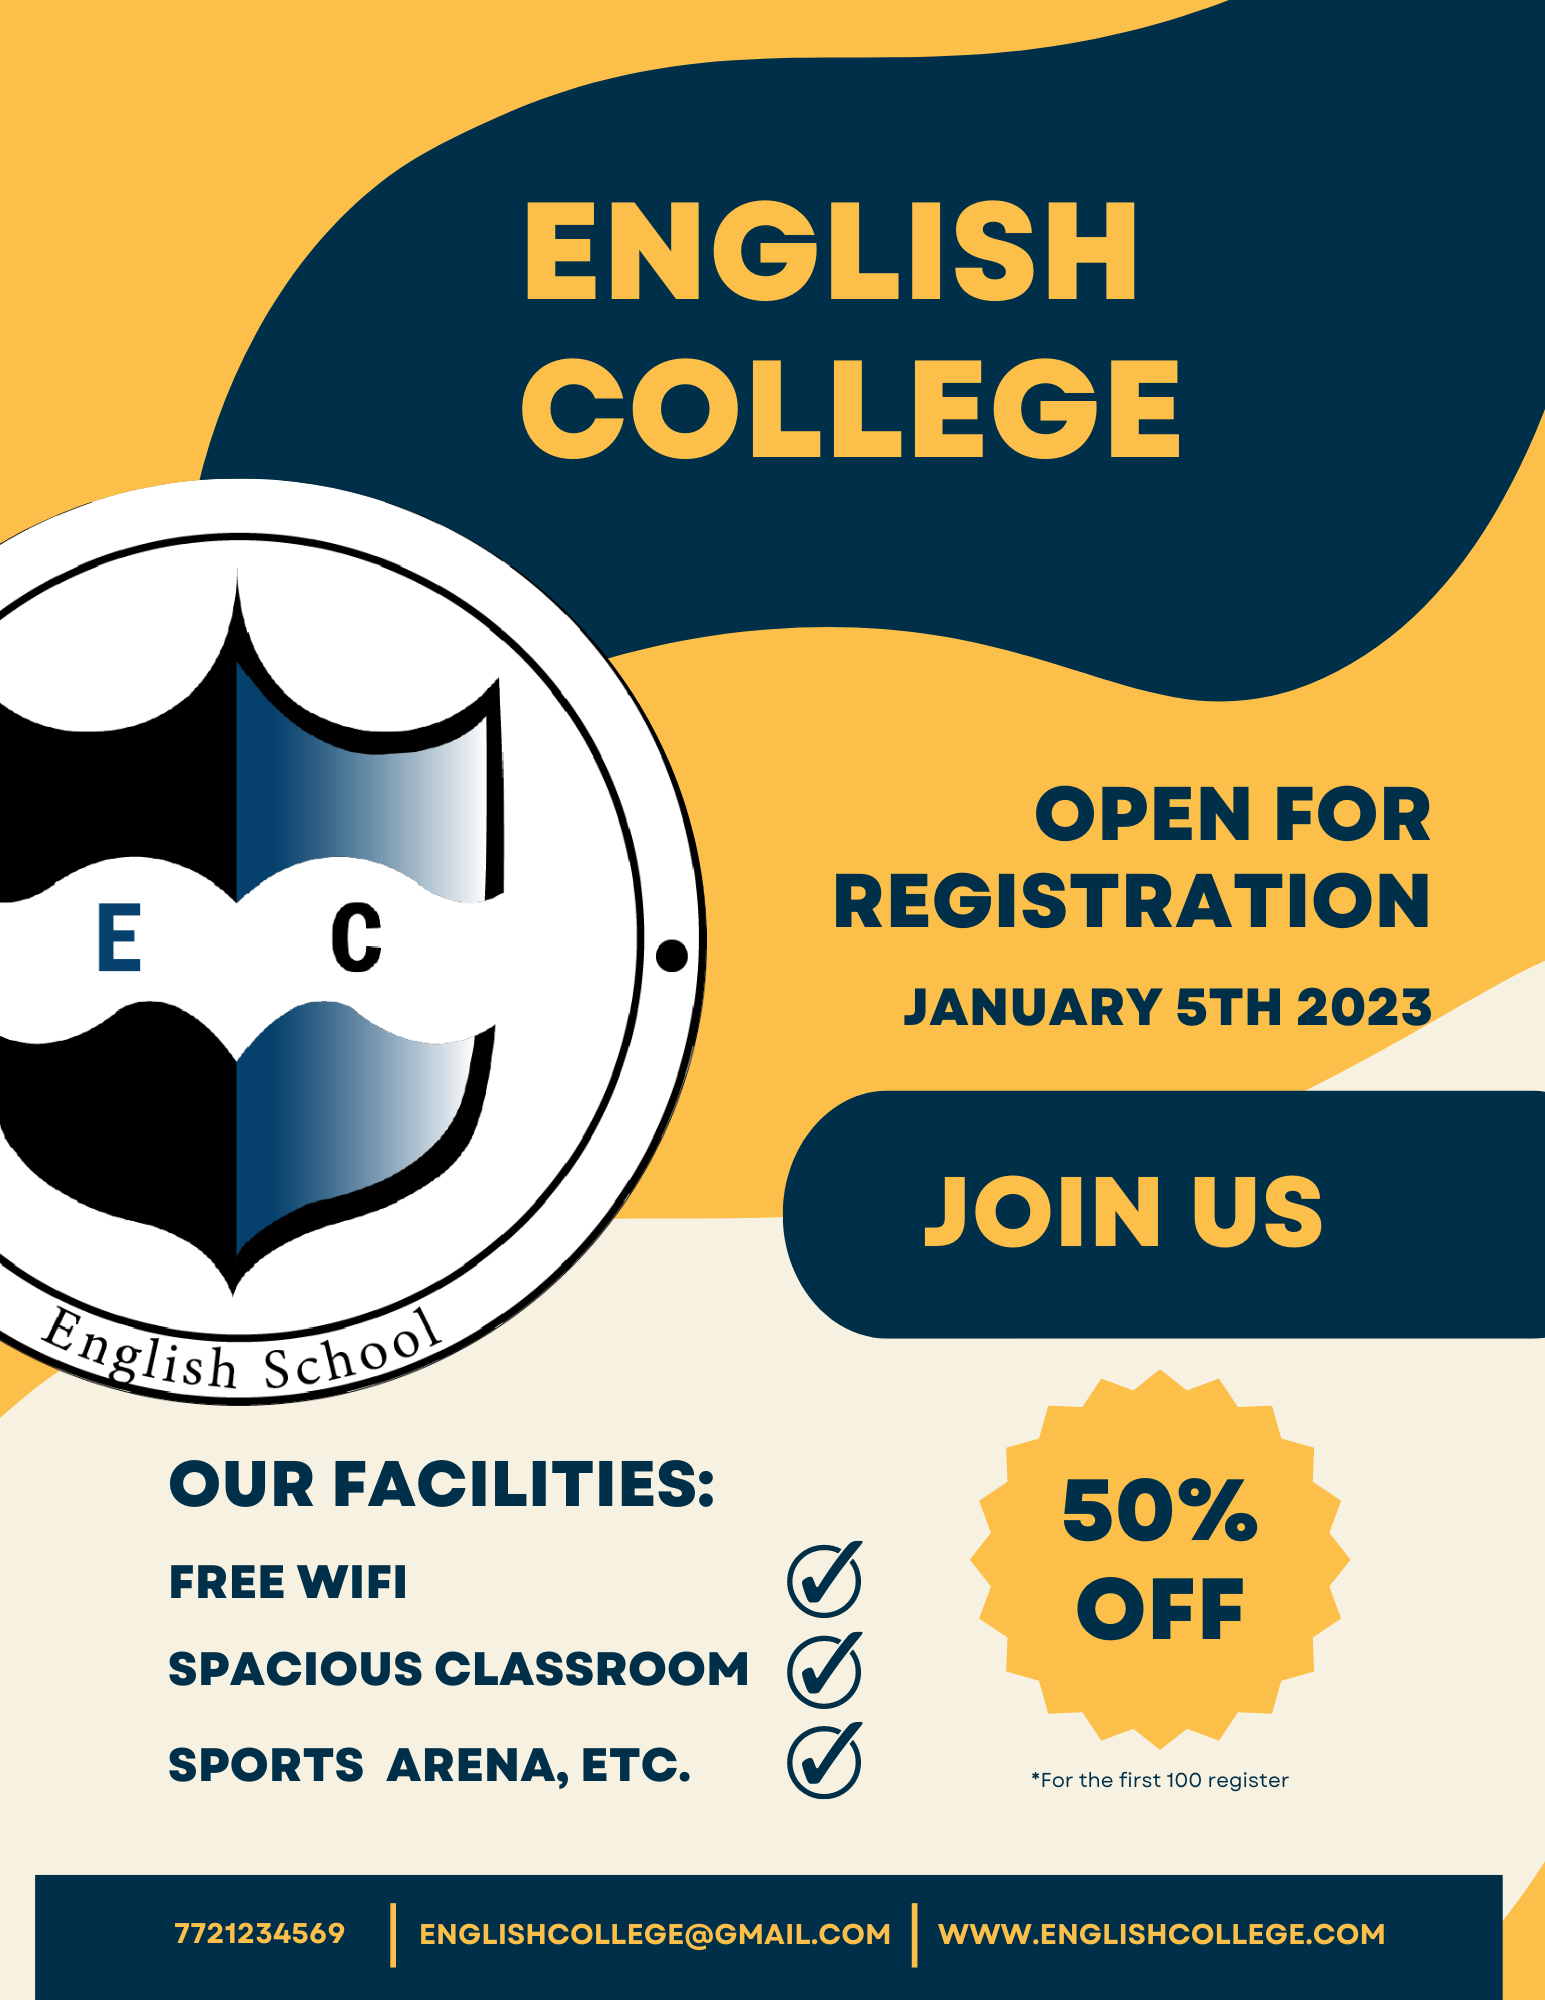 ENGLISH
COLLEGE
E C
English School
OPEN FOR
REGISTRATION
JANUARY 5TH 2023
JOIN US
OUR FACILITIES:
FREE WIFI
SPACIOUS CLASSROOM
SPORTS ARENA, ETC.
50%
OFF
*For the first 100 register
7721234569
ENGLISHCOLLEGE@GMAIL.COM
WWW.ENGLISHCOLLEGE.COM